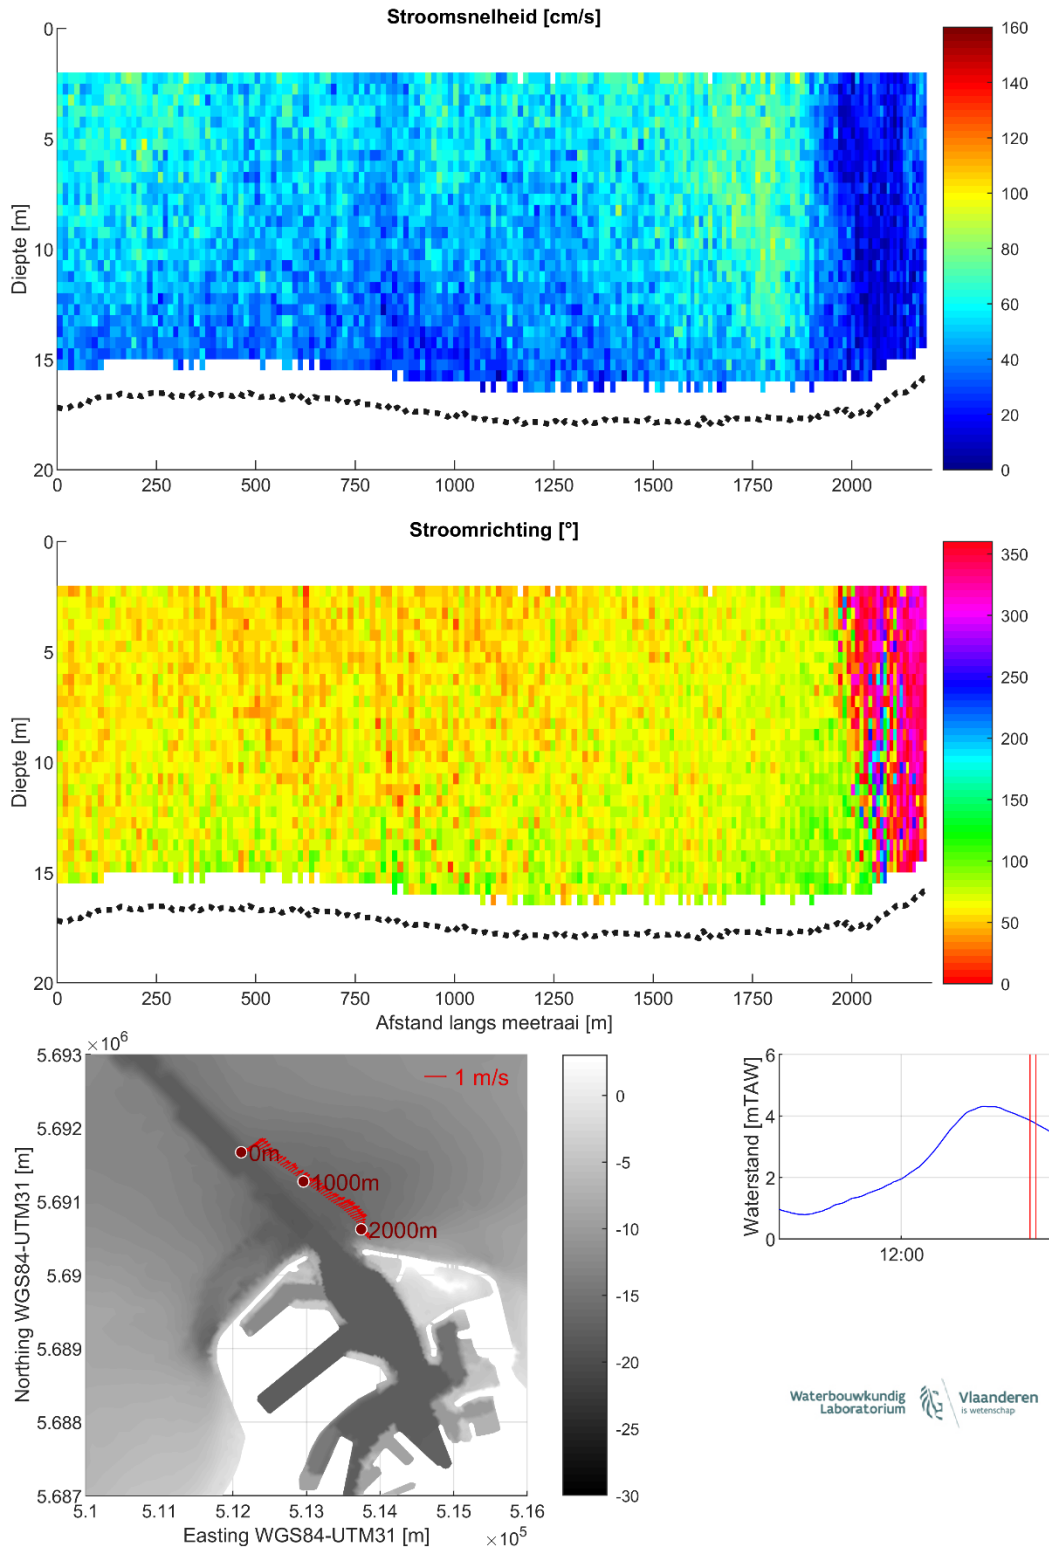 Stroomsnelheid [cm/s]
0
5
10
15
20
Diepte [m]
0 250 500 750 1000 1250 1500 1750 2000
160
140
120
100
80
60
40
20
0
Stroomrichting [°]
0
5
10
15
20
Diepte [m]
0 250 500 750 1000 1250 1500 1750 2000
Afstand langs meetraai [m]
350
300
250
200
150
100
50
0
×10⁶
5.693
5.692
5.691
5.69
5.689
5.688
5.687
Northing WGS84-UTM31 [m]
1 m/s
0m
1000m
2000m
5.1 5.11 5.12 5.13 5.14 5.15 5.16
Easting WGS84-UTM31 [m]
×10⁵
0
-5
-10
-15
-20
-25
-30
6
4
2
0
Waterstand [mTAW]
12:00
Waterbouwkundig
Laboratorium
Vlaanderen
is wetenschap